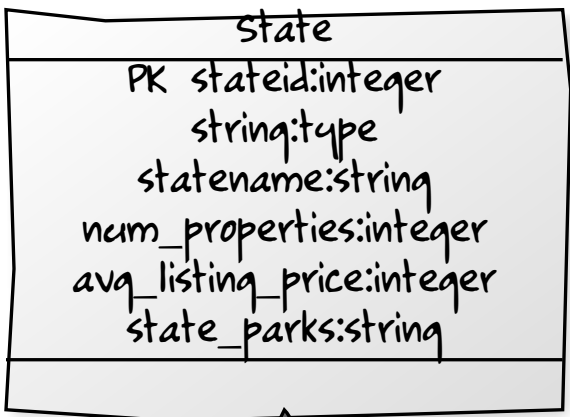 State
PK stateid:integer
string:type
statename:string
num_properties:integer
avg_listing_price:integer
state_parks:string